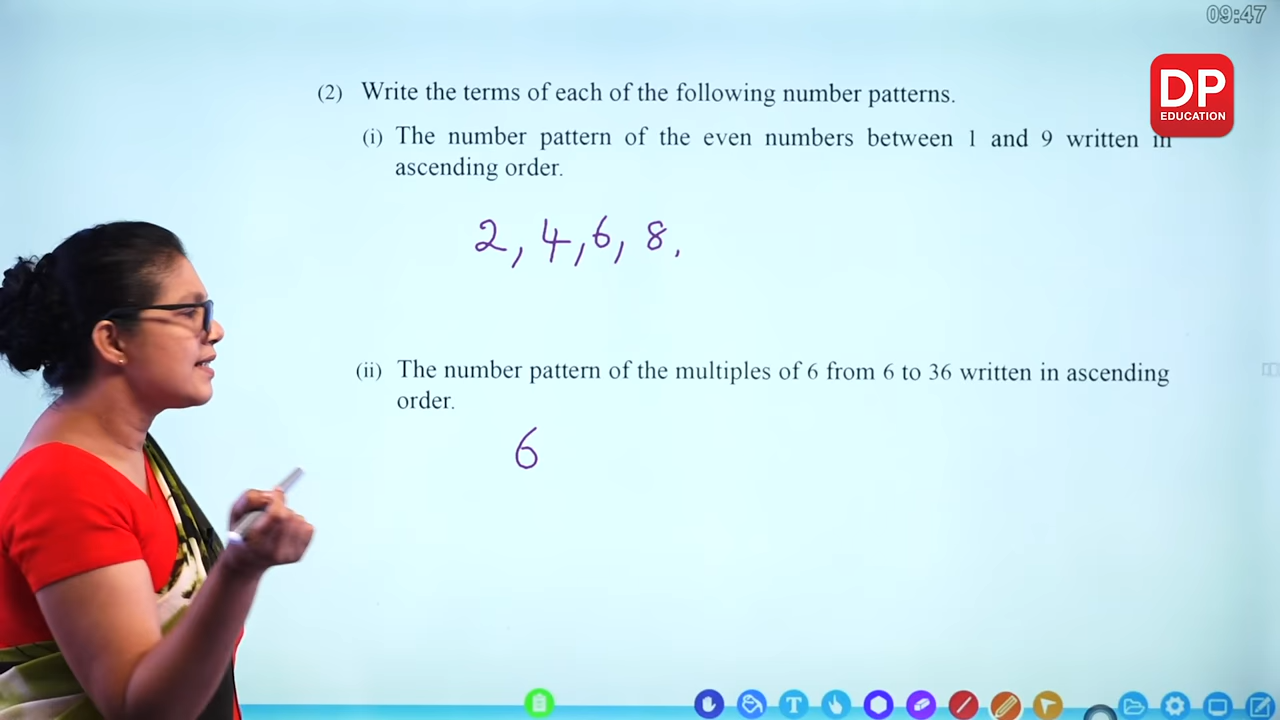 09:47
DP
EDUCATION
(2) Write the terms of each of the following number patterns.
(i) The number pattern of the even numbers between 1 and 9 written in
ascending order.
2, 4, 6, 8,
(ii) The number pattern of the multiples of 6 from 6 to 36 written in ascending
order.
6